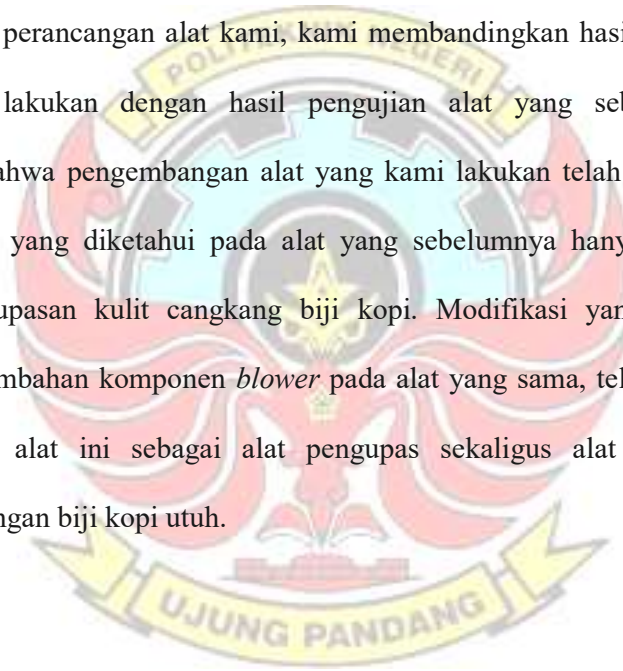 POLITEKNIK NEGERI
perancangan alat kami, kami membandingkan hasi
lakukan dengan hasil pengujian alat yang seb
ahwa pengembangan alat yang kami lakukan telah
yang diketahui pada alat yang sebelumnya hany
upasan kulit cangkang biji kopi. Modifikasi yan
mbahan komponen blower pada alat yang sama, tel
alat ini sebagai alat pengupas sekaligus alat
ngan biji kopi utuh.
UJUNG PANDANG